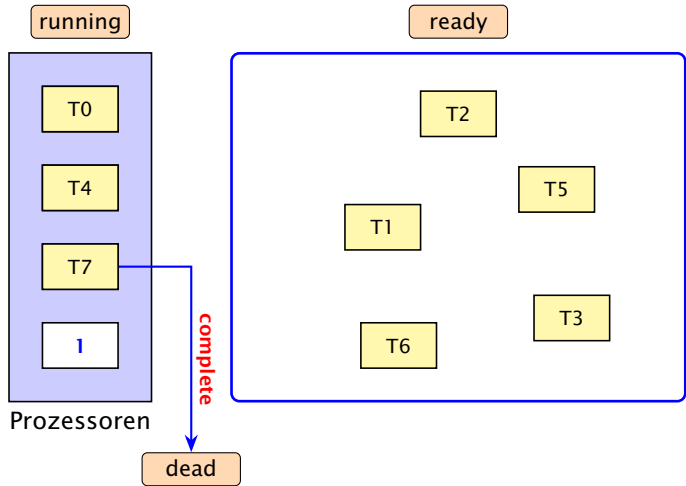 running
ready
T0
T4
T7
1
T2
T5
T1
T3
T6
complete
Prozessoren
dead